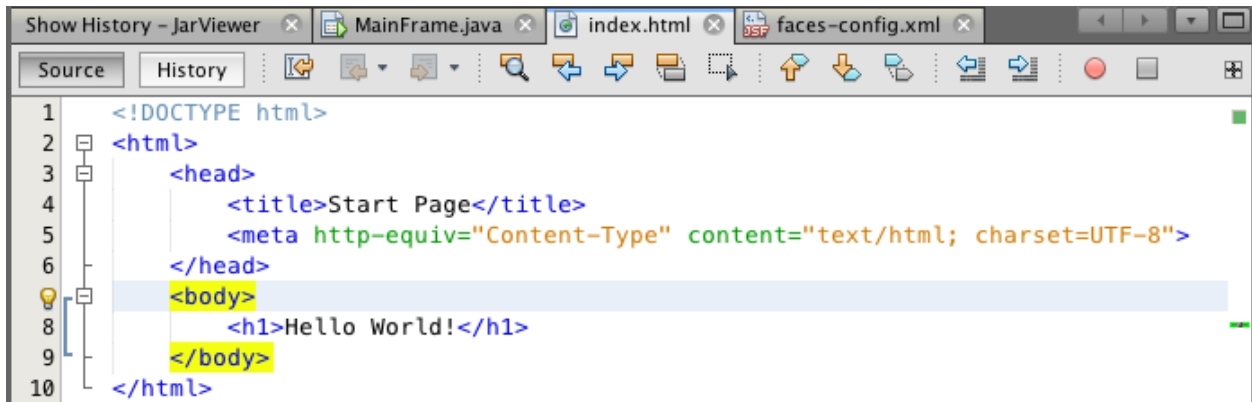 Show History – JarViewer MainFrame.java index.html faces-config.xml
Source History
1 <!DOCTYPE html>
2 <html>
3 <head>
4 <title>Start Page</title>
5 <meta http-equiv="Content-Type" content="text/html; charset=UTF-8">
6 </head>
<body>
8 <h1>Hello World!</h1>
9 </body>
10 </html>